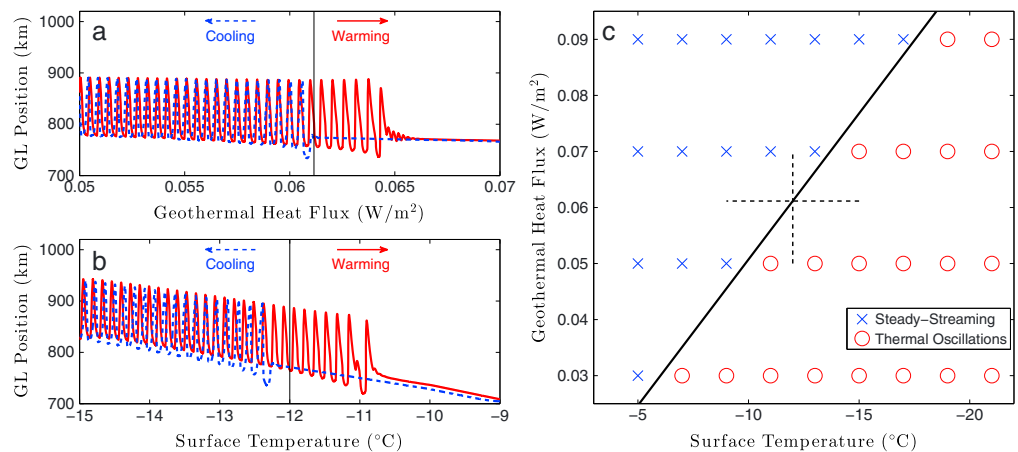 a
Cooling
Warming
GL Position (km)
1000
900
800
700
0.05
0.055
0.06
0.065
0.07
Geothermal Heat Flux (W/m²)
b
Cooling
Warming
GL Position (km)
1000
900
800
700
−15
−14
−13
−12
−11
−10
−9
Surface Temperature (°C)
c
Geothermal Heat Flux (W/m²)
0.09
0.08
0.07
0.06
0.05
0.04
0.03
Steady−Streaming
Thermal Oscillations
−5
−10
−15
−20
Surface Temperature (°C)